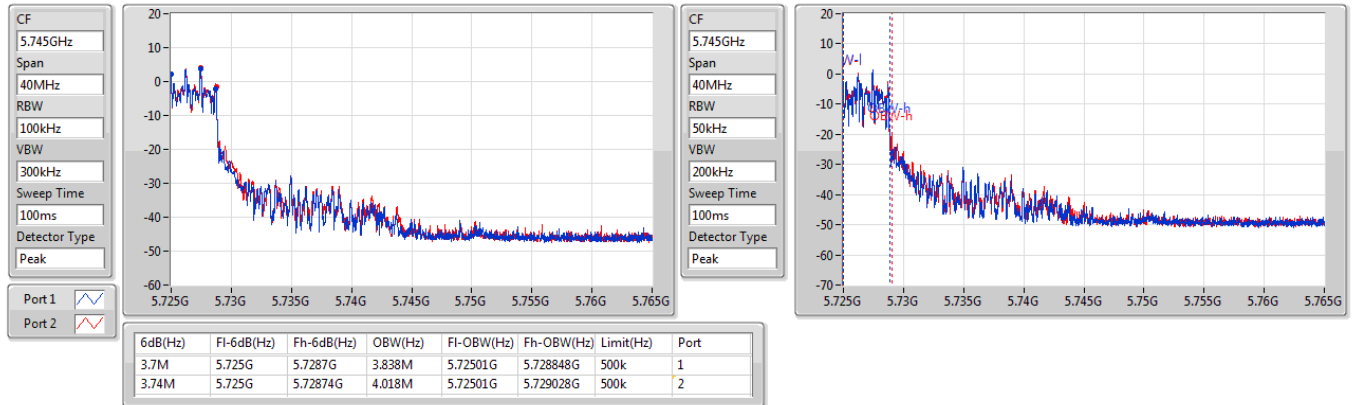 CF
5.745GHz
Span
40MHz
RBW
100kHz
VBW
300kHz
Sweep Time
100ms
Detector Type
Peak
Port 1
Port 2
20
10
0
-10
-20
-30
-40
-50
-60
5.725G 5.73G 5.735G 5.74G 5.745G 5.75G 5.755G 5.76G 5.765G
CF
5.745GHz
Span
40MHz
RBW
50kHz
VBW
200kHz
Sweep Time
100ms
Detector Type
Peak
20
10
0
-10
-20
-30
-40
-50
-60
-70
W-l
OBW-h
OBW-h
5.725G 5.73G 5.735G 5.74G 5.745G 5.75G 5.755G 5.76G 5.765G
6dB(Hz) Fl-6dB(Hz) Fh-6dB(Hz) OBW(Hz) Fl-OBW(Hz) Fh-OBW(Hz) Limit(Hz) Port
3.7M 5.725G 5.7287G 3.838M 5.72501G 5.728848G 500k 1
3.74M 5.725G 5.72874G 4.018M 5.72501G 5.729028G 500k 2